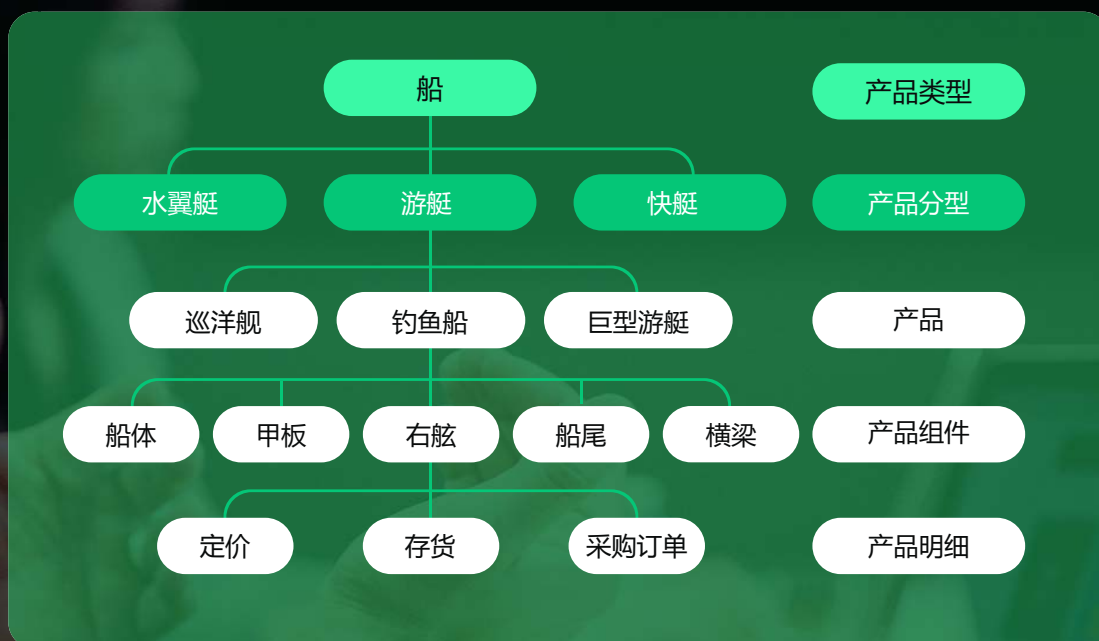 船
产品类型
水翼艇
游艇
快艇
产品分型
巡洋舰
钓鱼船
巨型游艇
产品
船体
甲板
右舷
船尾
横梁
产品组件
定价
存货
采购订单
产品明细